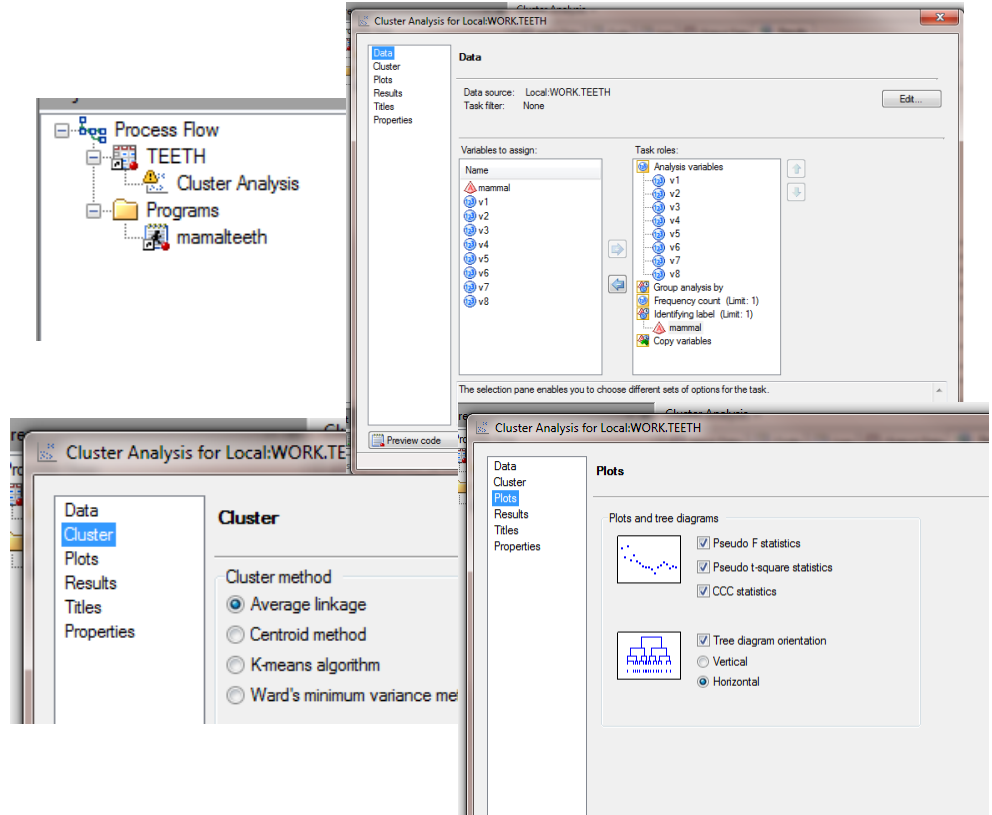 Process Flow
TEETH
Cluster Analysis
Programs
mamalteeth
Cluster Analysis for Local:WORK.TEETH
Data
Cluster
Plots
Results
Titles
Properties
Data
Data source: Local:WORK.TEETH
Task filter: None
Edit...
Variables to assign:
Name
mammal
v1
v2
v3
v4
v5
v6
v7
v8
Task roles:
Analysis variables
v1
v2
v3
v4
v5
v6
v7
v8
Group analysis by
Frequency count (Limit: 1)
Identifying label (Limit: 1)
mammal
Copy variables
The selection pane enables you to choose different sets of options for the task.
Preview code
Cluster Analysis for Local:WORK.TE
Data
Cluster
Plots
Results
Titles
Properties
Cluster
Cluster method
Average linkage
Centroid method
K-means algorithm
Ward's minimum variance me
Cluster Analysis for Local:WORK.TEETH
Data
Cluster
Plots
Results
Titles
Properties
Plots
Plots and tree diagrams
Pseudo F statistics
Pseudo t-square statistics
CCC statistics
Tree diagram orientation
Vertical
Horizontal